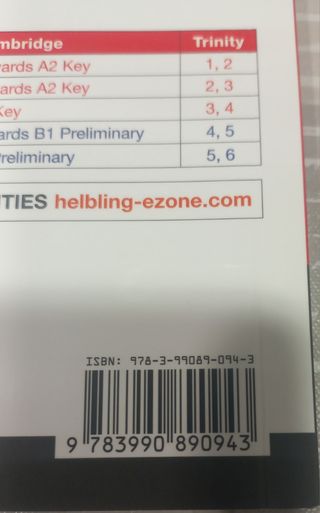 mbridge Trinity
ards A2 Key 1, 2
ards A2 Key 2, 3
Key 3, 4
ards B1 Preliminary 4, 5
Preliminary 5, 6
TIES helbling-ezone.com
ISBN: 978-3-99089-094-3
9 783990 890943